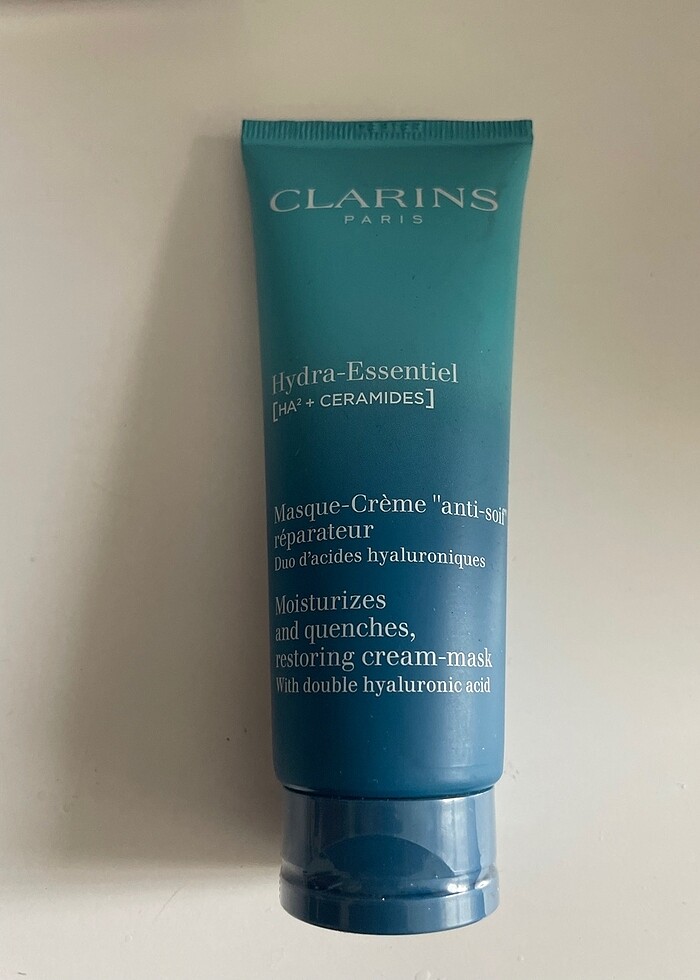 CLARINS
PARIS
Hydra-Essentiel
[HA² + CERAMIDES]
Masque-Crème "anti-soif"
réparateur
Duo d'acides hyaluroniques
Moisturizes
and quenches,
restoring cream-mask
With double hyaluronic acid